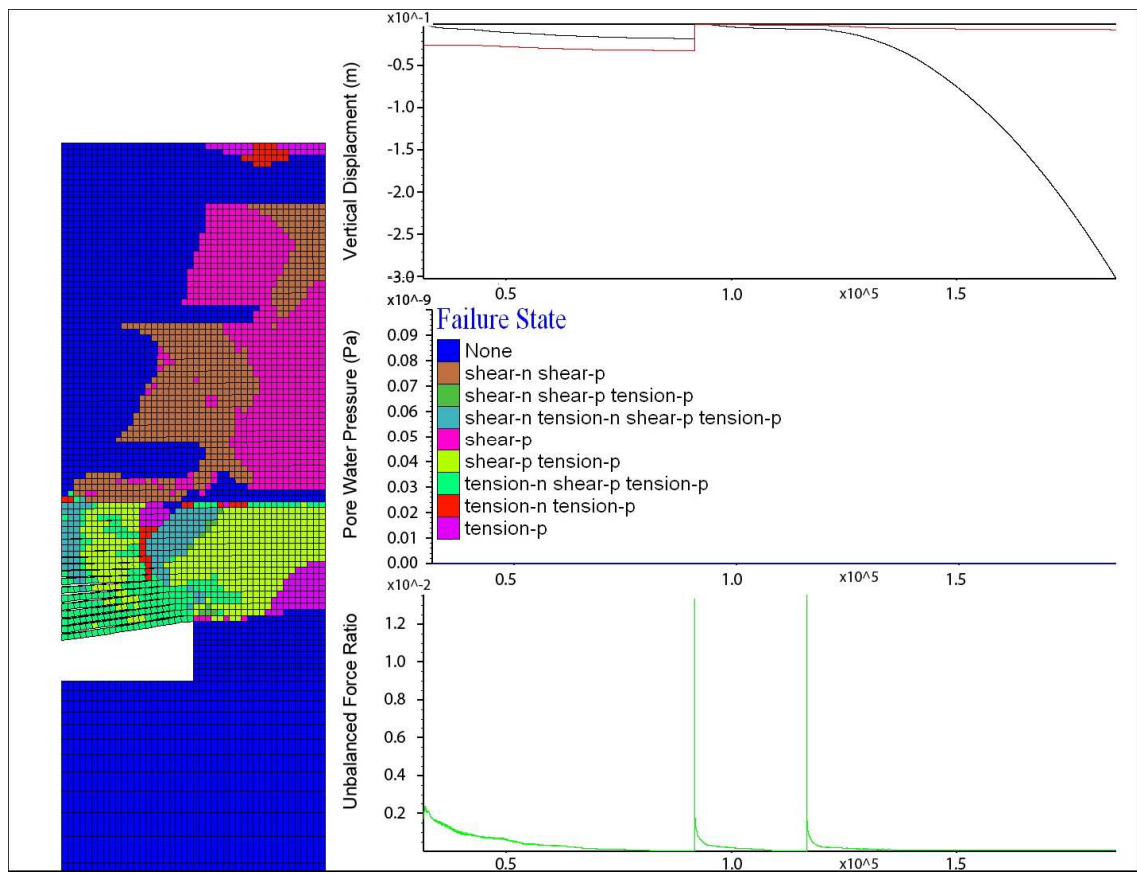 x10^-1
Vertical Displacment (m)
-0.5
-1.0
-1.5
-2.0
-2.5
-3.0
0.5
1.0
x10^5
1.5
x10^-9
Pore Water Pressure (Pa)
0.09
0.08
0.07
0.06
0.05
0.04
0.03
0.02
0.01
0.00
Failure State
None
shear-n shear-p
shear-n shear-p tension-p
shear-n tension-n shear-p tension-p
shear-p
shear-p tension-p
tension-n shear-p tension-p
tension-n tension-p
tension-p
0.5
1.0
x10^5
1.5
x10^-2
Unbalanced Force Ratio
1.2
1.0
0.8
0.6
0.4
0.2
0.5
1.0
x10^5
1.5